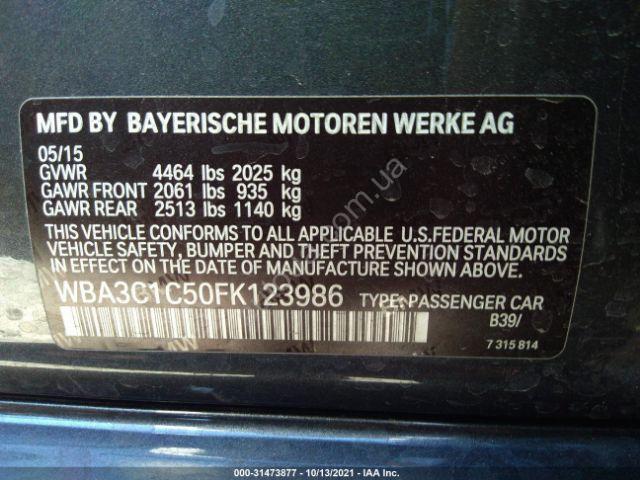 MFD BY BAYERISCHE MOTOREN WERKE AG
05/15
GVWR 4464 lbs 2025 kg
GAWR FRONT 2061 lbs 935 kg
GAWR REAR 2513 lbs 1140 kg
THIS VEHICLE CONFORMS TO ALL APPLICABLE U.S.FEDERAL MOTOR
VEHICLE SAFETY, BUMPER AND THEFT PREVENTION STANDARDS
IN EFFECT ON THE DATE OF MANUFACTURE SHOWN ABOVE.
WBA3C1C50FK123986 TYPE: PASSENGER CAR
B39/
7 315 814
000-31473877 - 10/13/2021 - IAA Inc.